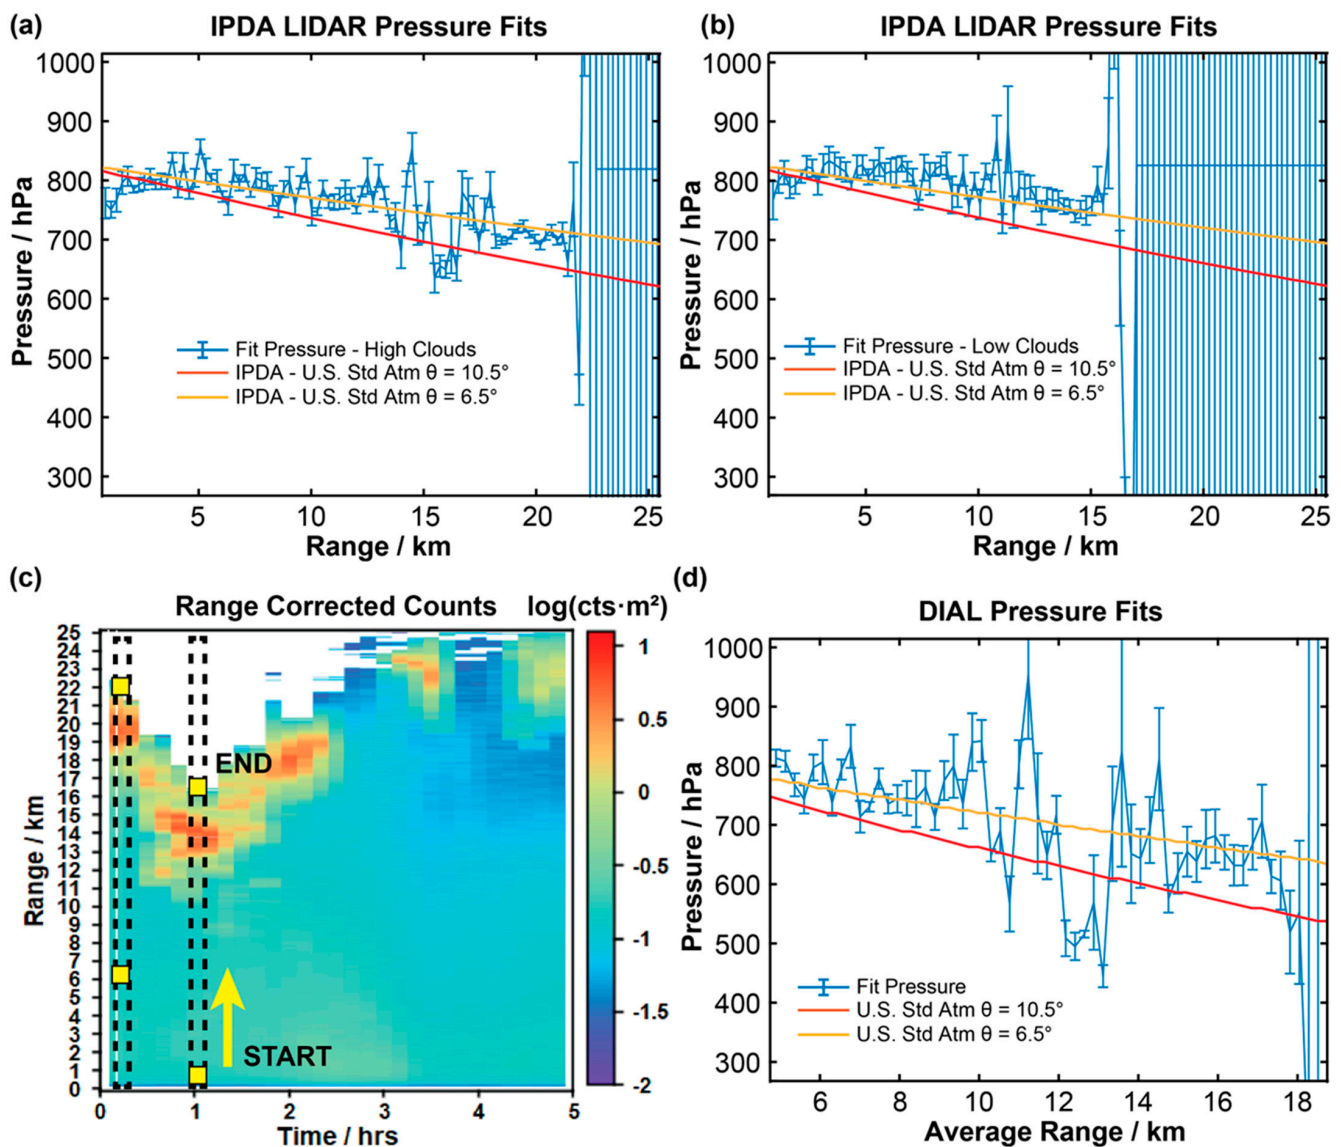 (a)
IPDA LIDAR Pressure Fits
1000
900
800
700
600
500
400
300
Pressure / hPa
Fit Pressure - High Clouds
IPDA - U.S. Std Atm θ = 10.5°
IPDA - U.S. Std Atm θ = 6.5°
5 10 15 20 25
Range / km
(b)
IPDA LIDAR Pressure Fits
1000
900
800
700
600
500
400
300
Pressure / hPa
Fit Pressure - Low Clouds
IPDA - U.S. Std Atm θ = 10.5°
IPDA - U.S. Std Atm θ = 6.5°
5 10 15 20 25
Range / km
(c)
Range Corrected Counts
log(cts·m²)
25
24
23
22
21
20
19
18
17
16
15
14
13
12
11
10
9
8
7
6
5
4
3
2
1
0
Range / km
END
START
0 1 2 3 4 5
Time / hrs
1
0.5
0
-0.5
-1
-1.5
-2
(d)
DIAL Pressure Fits
1000
900
800
700
600
500
400
300
Pressure / hPa
Fit Pressure
U.S. Std Atm θ = 10.5°
U.S. Std Atm θ = 6.5°
6 8 10 12 14 16 18
Average Range / km